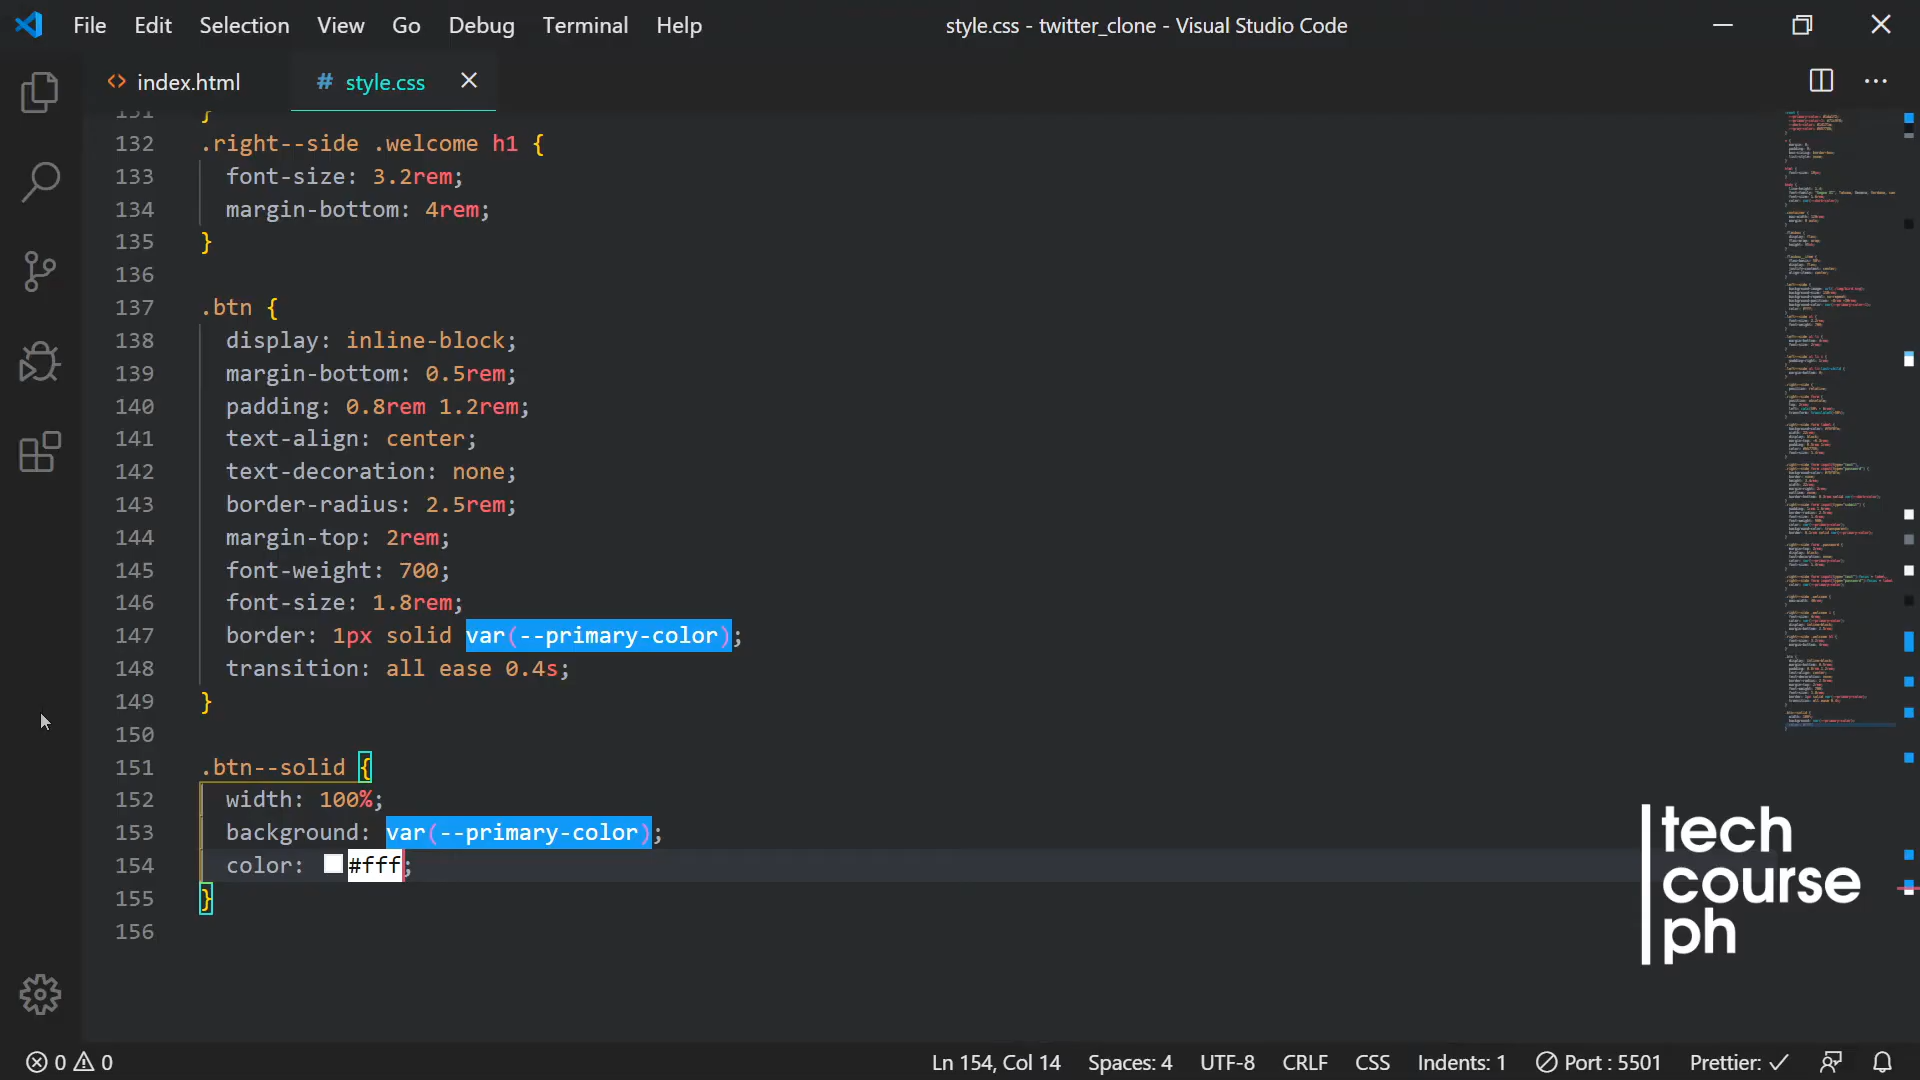 File Edit Selection View Go Debug Terminal Help
style.css - twitter_clone - Visual Studio Code
<> index.html
# style.css
131 }
132 .right--side .welcome h1 {
133 font-size: 3.2rem;
134 margin-bottom: 4rem;
135 }
136
137 .btn {
138 display: inline-block;
139 margin-bottom: 0.5rem;
140 padding: 0.8rem 1.2rem;
141 text-align: center;
142 text-decoration: none;
143 border-radius: 2.5rem;
144 margin-top: 2rem;
145 font-weight: 700;
146 font-size: 1.8rem;
147 border: 1px solid var(--primary-color);
148 transition: all ease 0.4s;
149 }
150
151 .btn--solid {
152 width: 100%;
153 background: var(--primary-color);
154 color: #fff;
155 }
156
tech
course
ph
0 0
Ln 154, Col 14 Spaces: 4 UTF-8 CRLF CSS Indents: 1 Port : 5501 Prettier: ✓